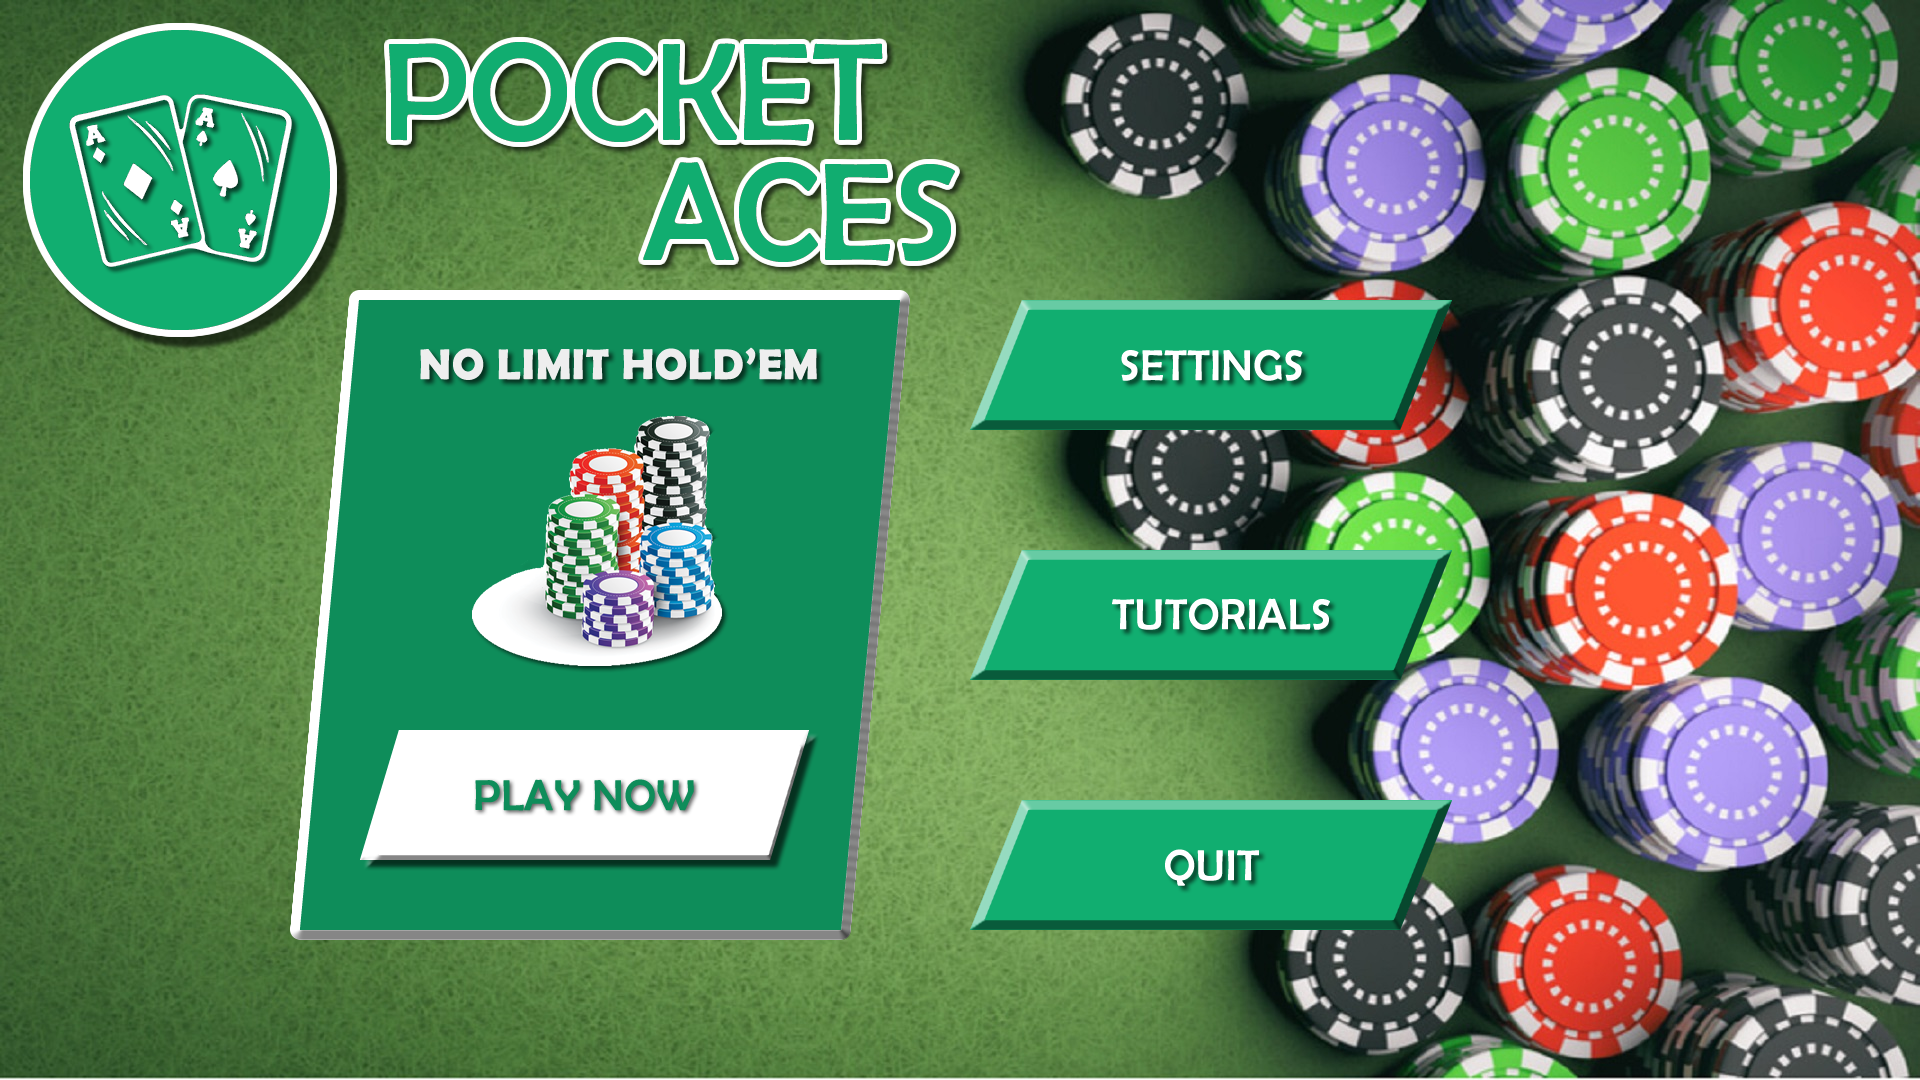 A A
POCKET
ACES
A A
NO LIMIT HOLD’EM
SETTINGS
TUTORIALS
PLAY NOW
QUIT